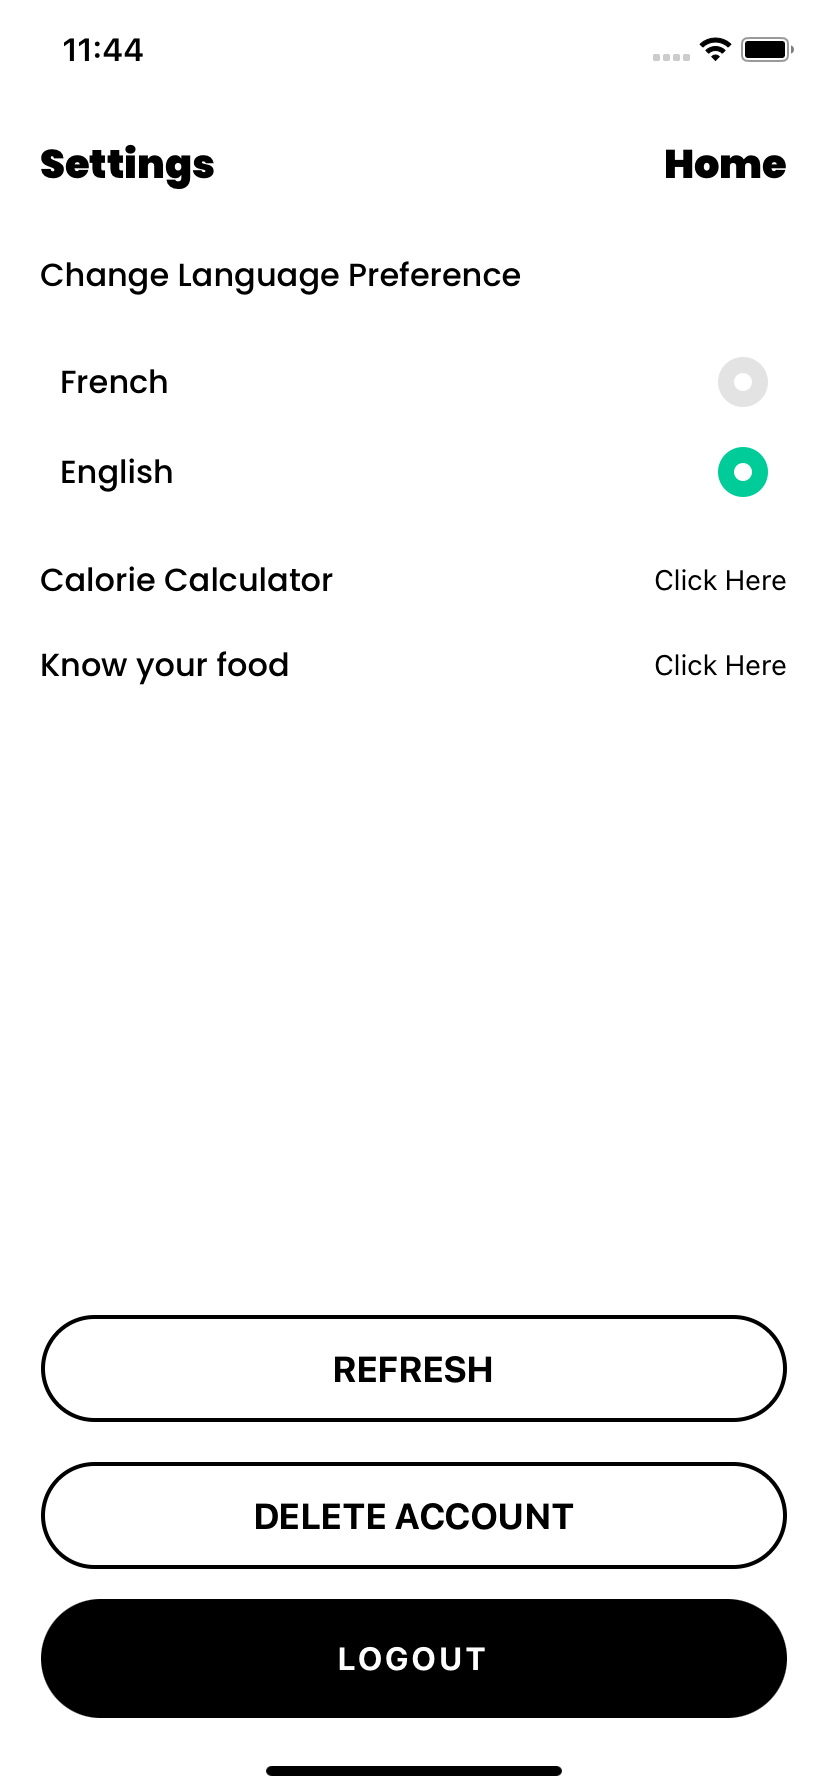 11:44
Settings Home
Change Language Preference
French
English
Calorie Calculator Click Here
Know your food Click Here
REFRESH
DELETE ACCOUNT
LOGOUT